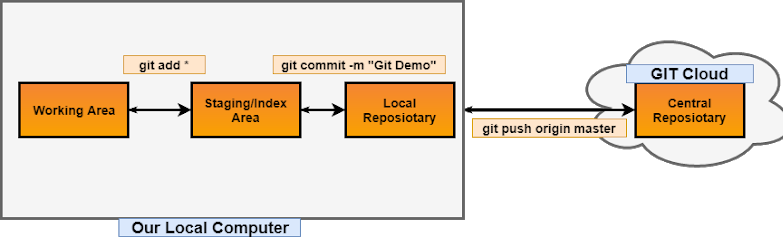 git add *
git commit -m "Git Demo"
GIT Cloud
Working Area
Staging/Index
Area
Local
Reposiotary
Central
Reposiotary
git push origin master
Our Local Computer